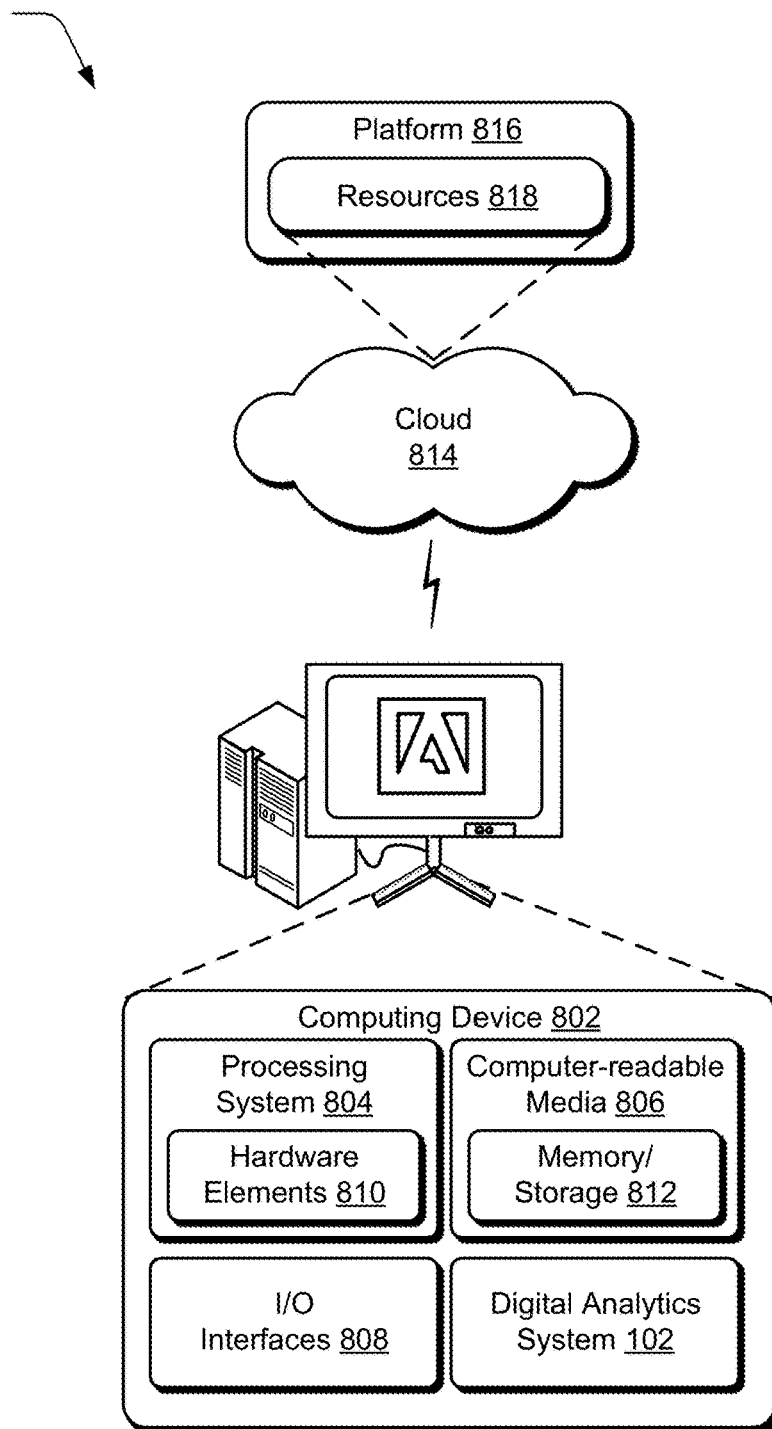 Platform 816
Resources 818
Cloud
814
Computing Device 802
Processing
System 804
Hardware
Elements 810
Computer-readable
Media 806
Memory/
Storage 812
I/O
Interfaces 808
Digital Analytics
System 102